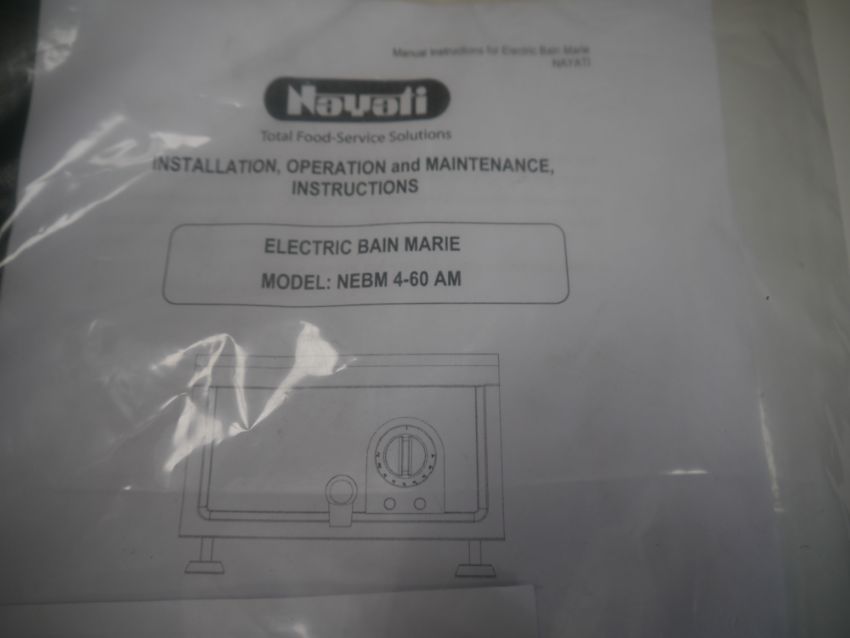 Manual Instructions for Electric Bain Marie
NAYATI
Nayati
Total Food-Service Solutions
INSTALLATION, OPERATION and MAINTENANCE,
INSTRUCTIONS
ELECTRIC BAIN MARIE
MODEL: NEBM 4-60 AM